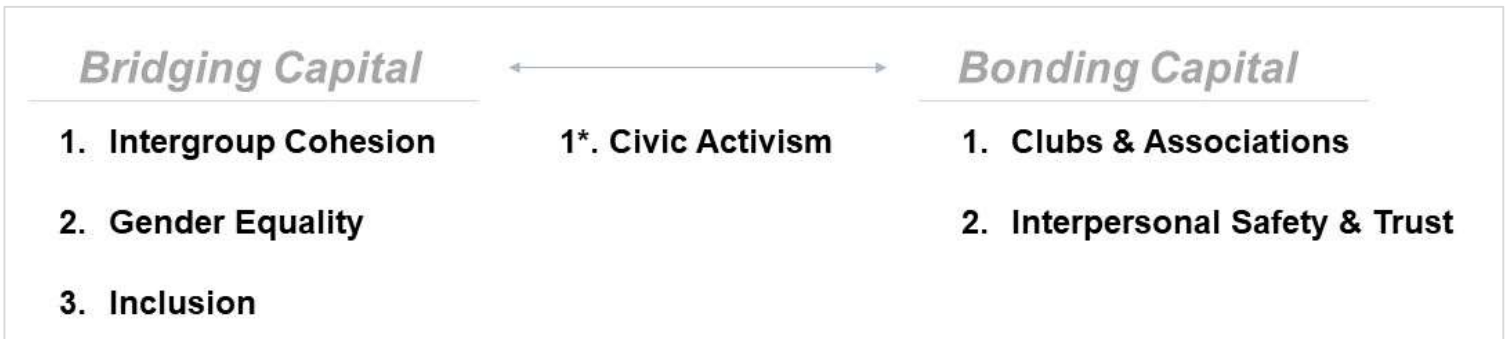 Bridging Capital
Bonding Capital
1. Intergroup Cohesion
1*. Civic Activism
1. Clubs & Associations
2. Gender Equality
2. Interpersonal Safety & Trust
3. Inclusion